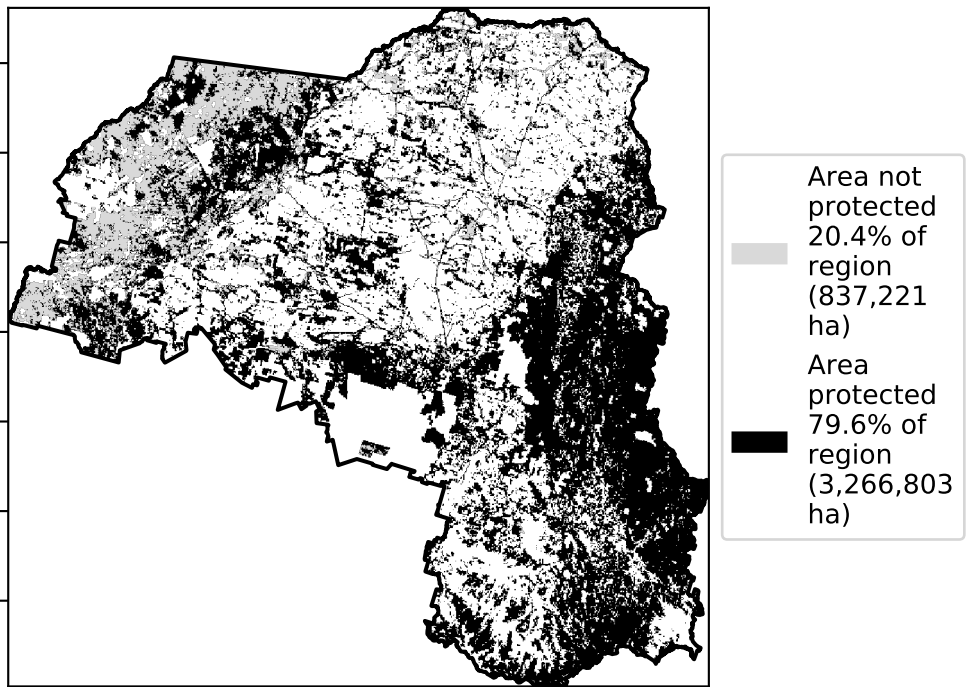 Area not
protected
20.4% of
region
(837,221
ha)
Area
protected
79.6% of
region
(3,266,803
ha)